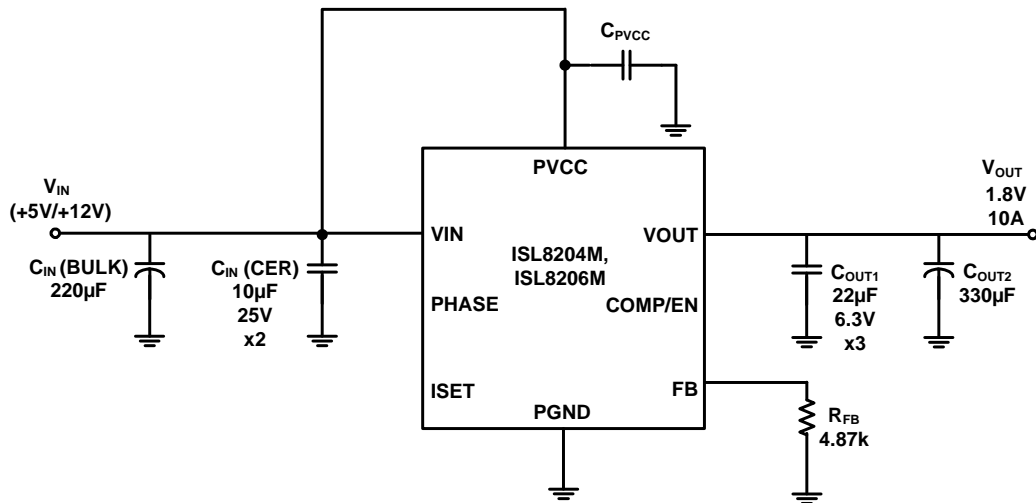 CPVCC
PVCC
VIN
(+5V/+12V)
VOUT
1.8V
10A
VIN
VOUT
ISL8204M,
ISL8206M
CIN (BULK)
220µF
CIN (CER)
10µF
25V
x2
PHASE
COMP/EN
COUT1
22µF
6.3V
x3
COUT2
330µF
ISET
FB
PGND
RFB
4.87k